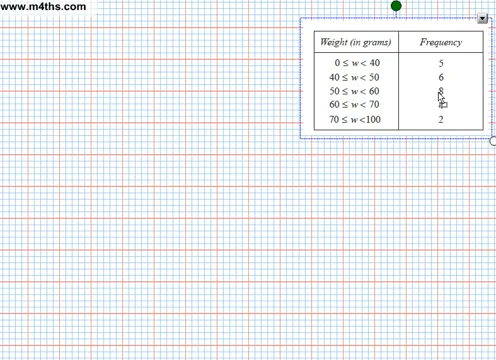 www.m4ths.com
Weight (in grams) Frequency
0 ≤ w < 40 5
40 ≤ w < 50 6
50 ≤ w < 60 8
60 ≤ w < 70
70 ≤ w <100 2